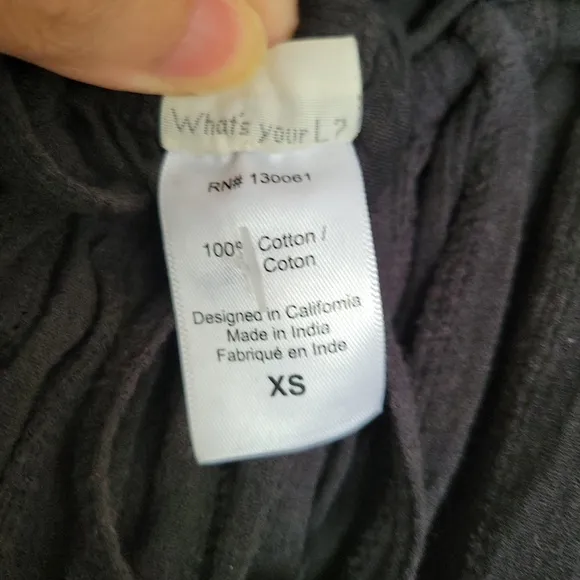 What's your L?
RN# 130061
100% Cotton /
Coton
Designed in California
Made in India
Fabriqué en Inde
XS